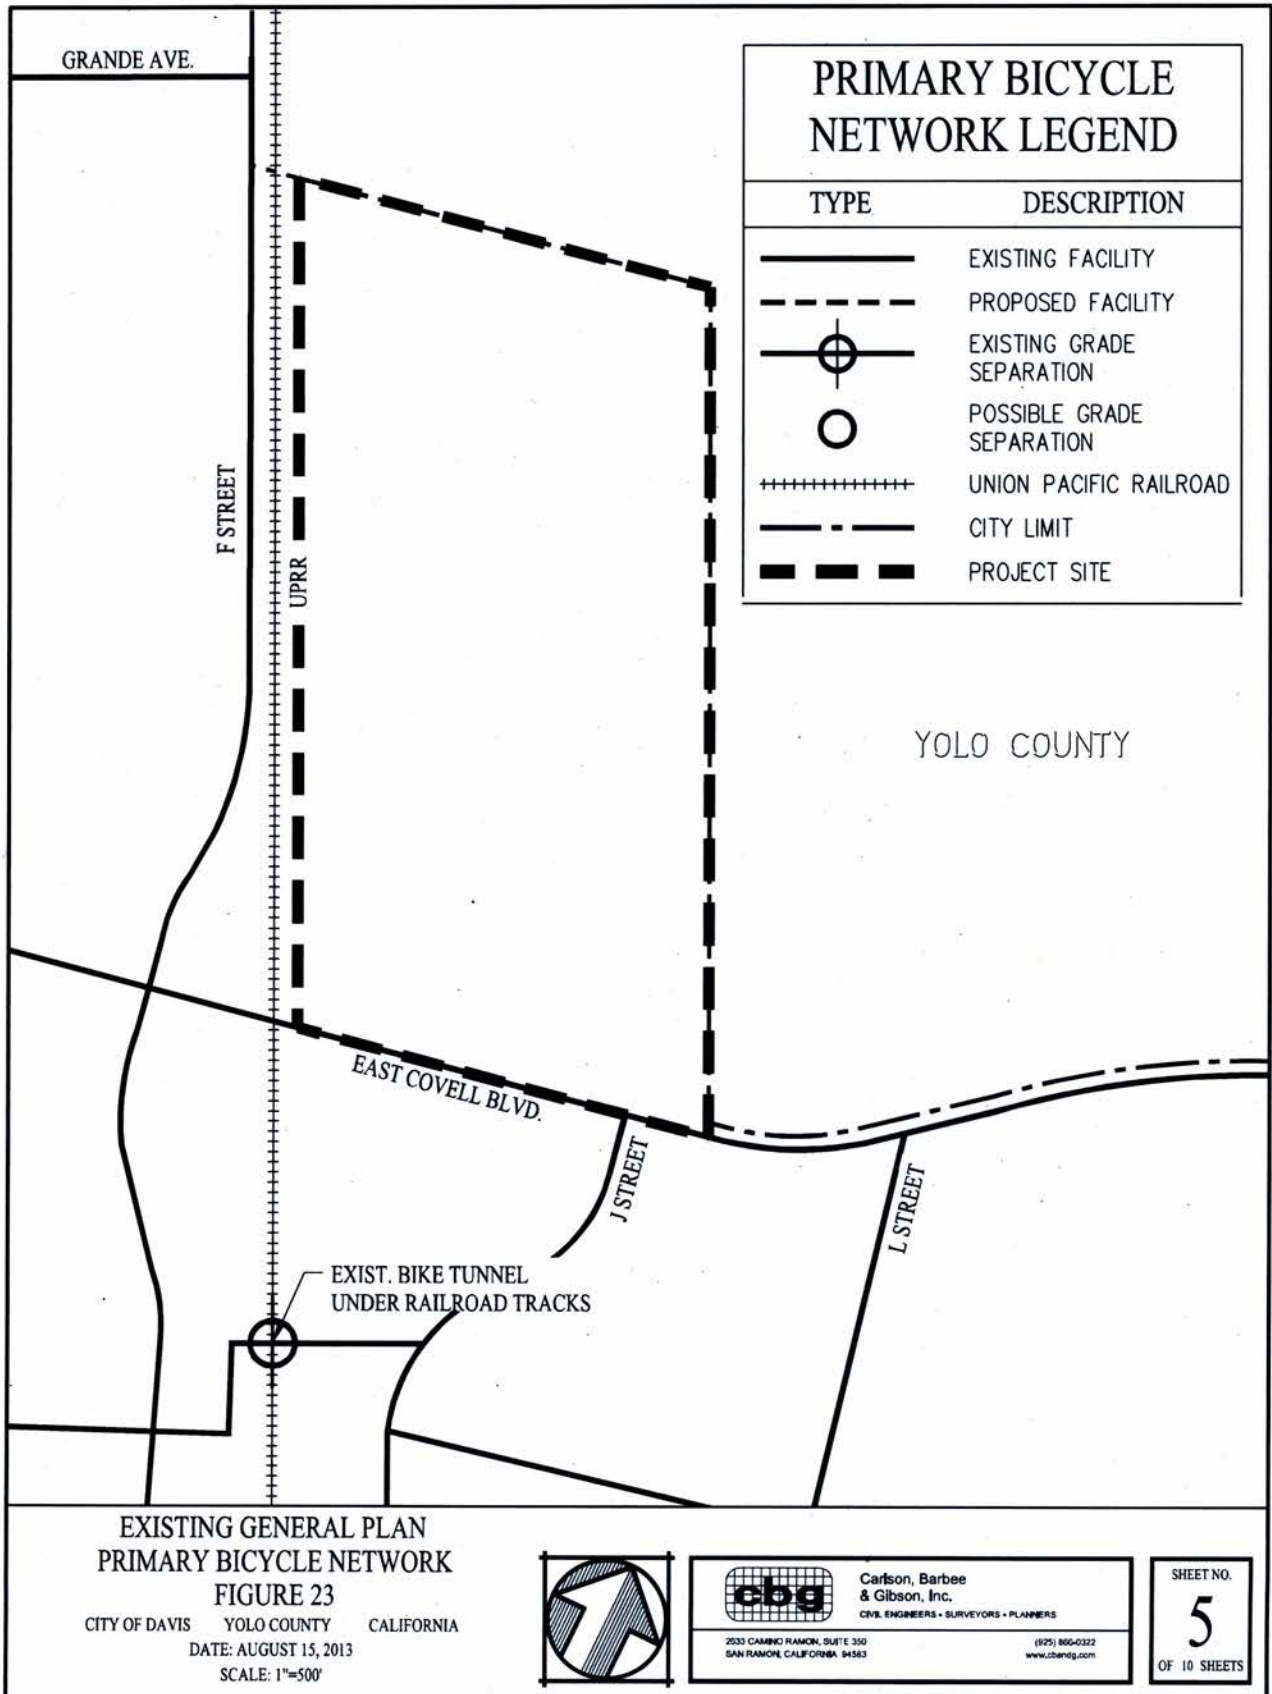 GRANDE AVE.
PRIMARY BICYCLE
NETWORK LEGEND
TYPE DESCRIPTION
EXISTING FACILITY
PROPOSED FACILITY
EXISTING GRADE
SEPARATION
POSSIBLE GRADE
SEPARATION
UNION PACIFIC RAILROAD
CITY LIMIT
PROJECT SITE
F STREET
UPRR
YOLO COUNTY
EAST COVELL BLVD.
J STREET
L STREET
EXIST. BIKE TUNNEL
UNDER RAILROAD TRACKS
EXISTING GENERAL PLAN
PRIMARY BICYCLE NETWORK
FIGURE 23
CITY OF DAVIS YOLO COUNTY CALIFORNIA
DATE: AUGUST 15, 2013
SCALE: 1"=500'
cbg
Carlson, Barbee
& Gibson, Inc.
CIVIL ENGINEERS • SURVEYORS • PLANNERS
2633 CAMINO RAMON, SUITE 350
SAN RAMON, CALIFORNIA 94583
(925) 866-0322
www.cbandg.com
SHEET NO.
5
OF 10 SHEETS